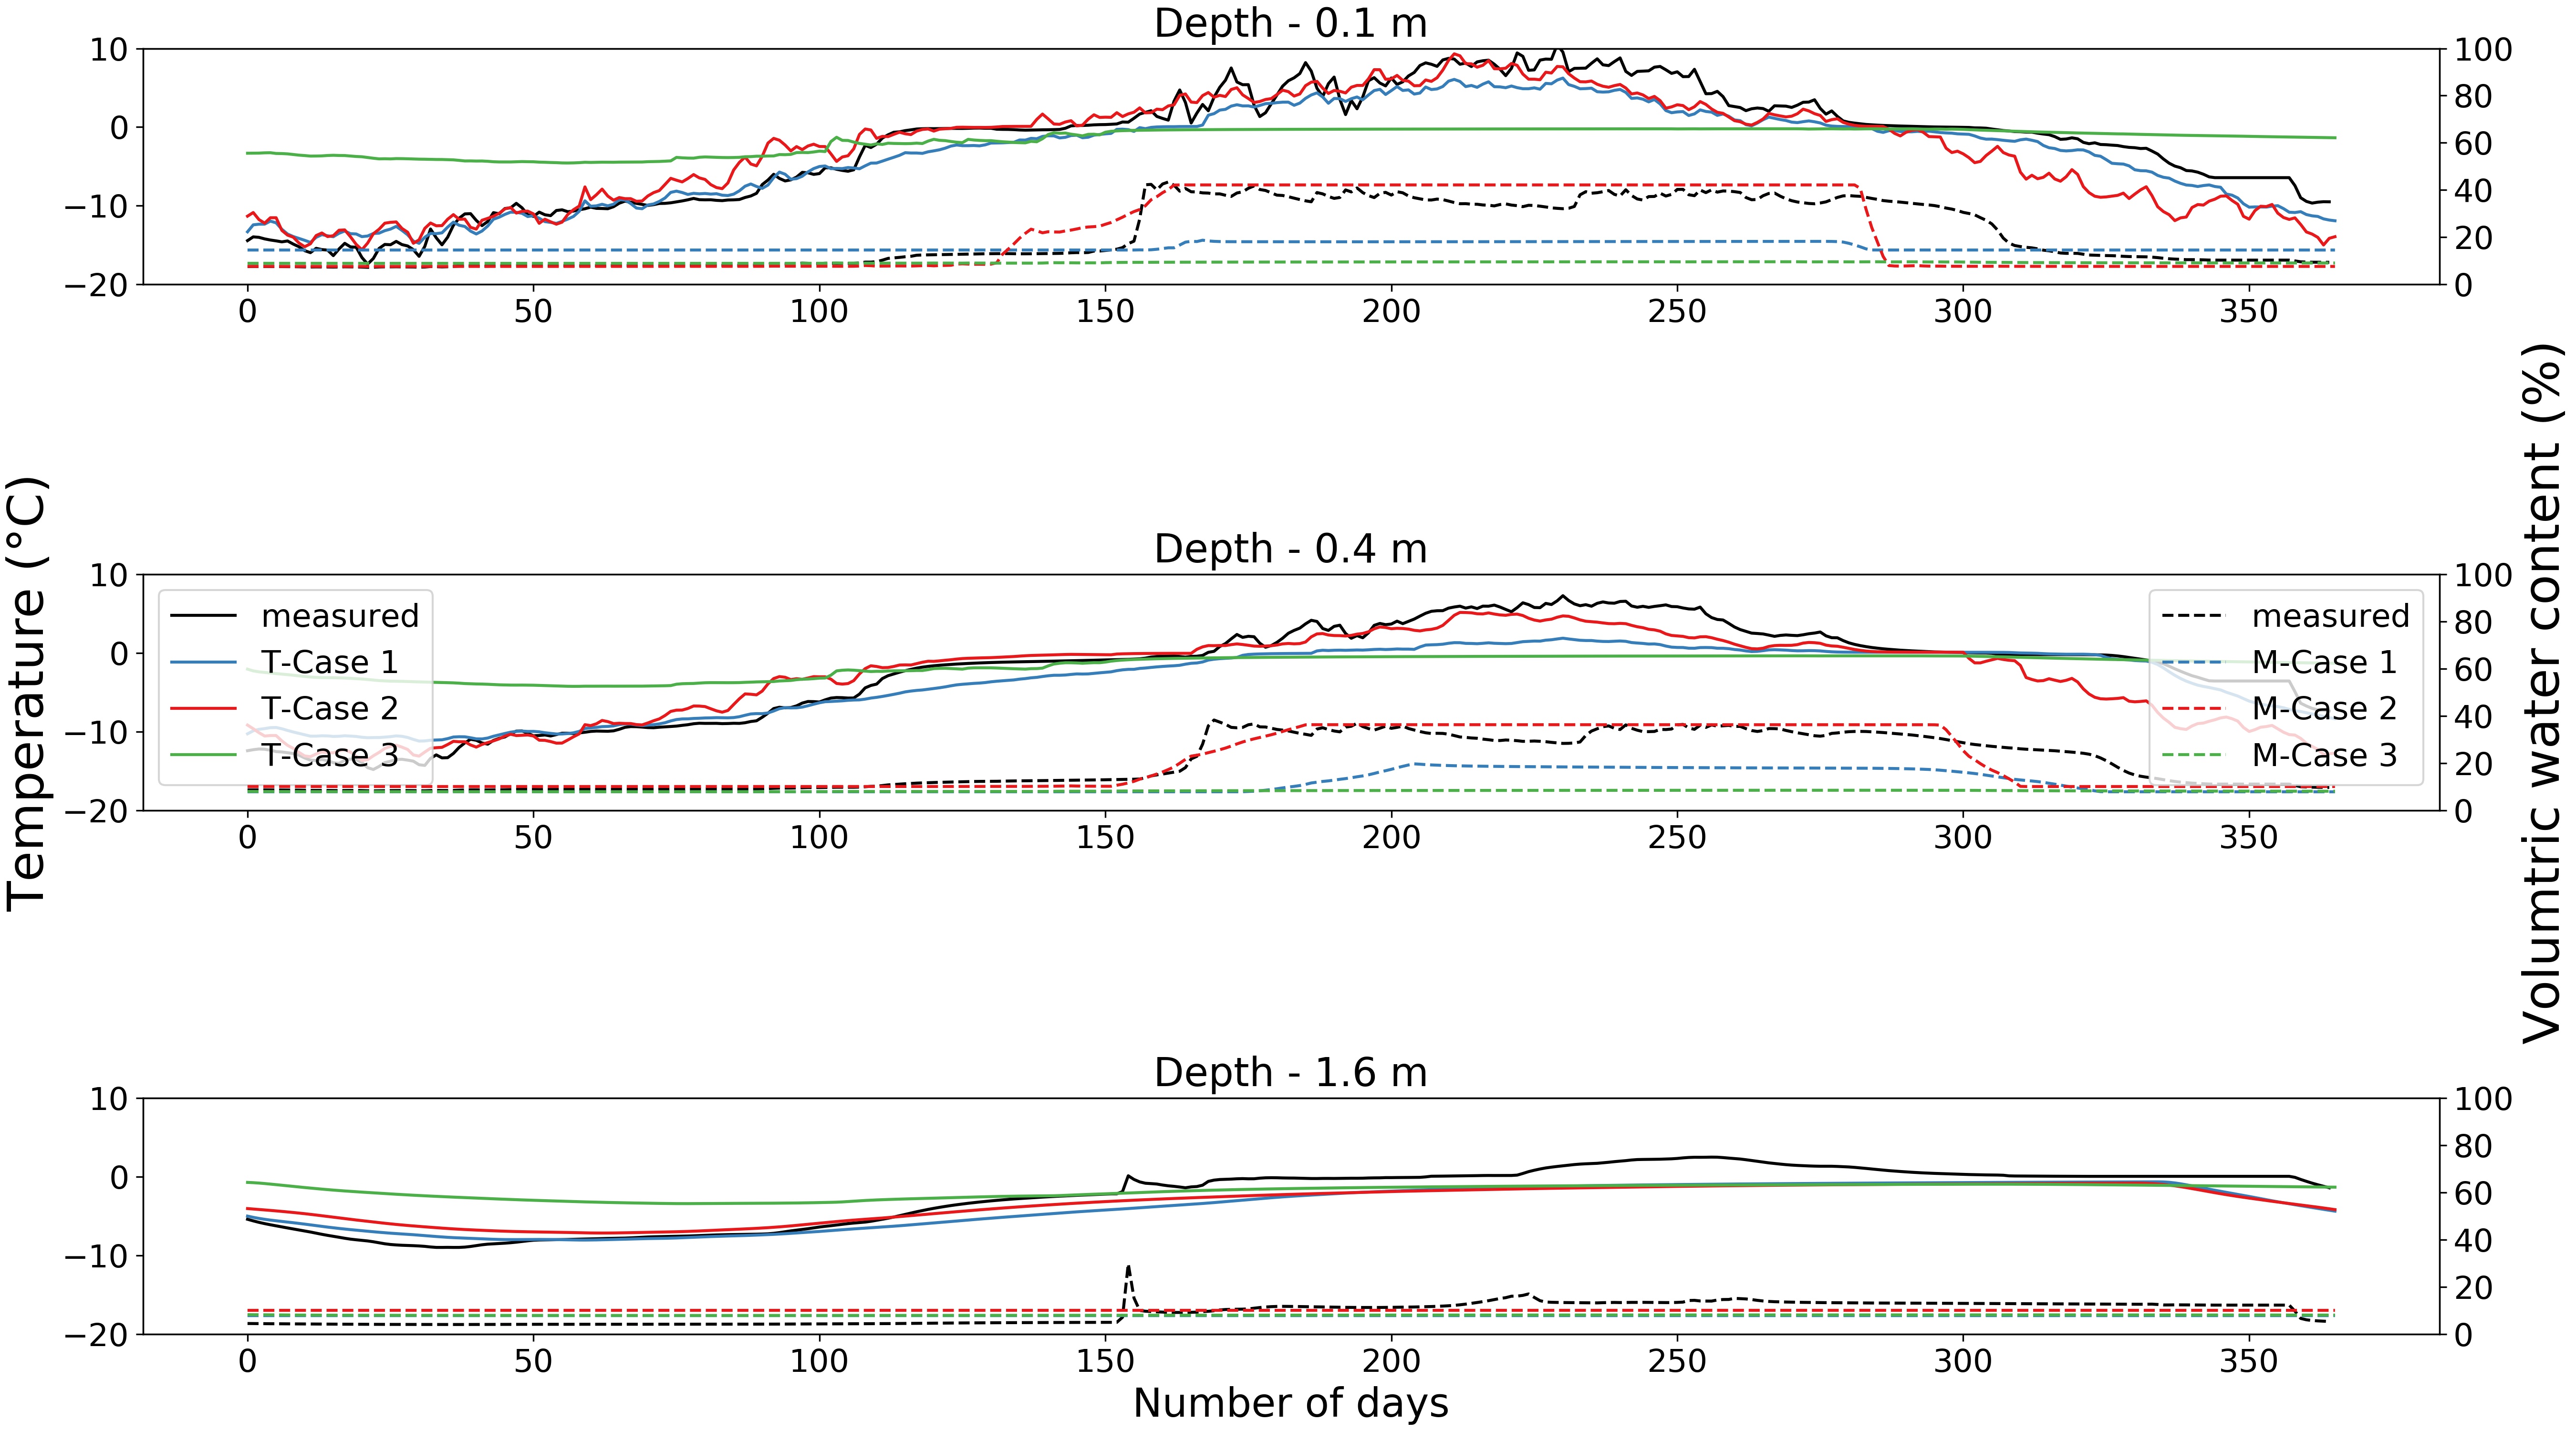 Depth - 0.1 m
10
0
−10
−20
100
80
60
40
20
0
0 50 100 150 200 250 300 350
Temperature (°C)
Volumtric water content (%)
Depth - 0.4 m
10
0
−10
−20
measured
T-Case 1
T-Case 2
T-Case 3
measured
M-Case 1
M-Case 2
M-Case 3
100
80
60
40
20
0
0 50 100 150 200 250 300 350
Depth - 1.6 m
10
0
−10
−20
100
80
60
40
20
0
0 50 100 150 200 250 300 350
Number of days